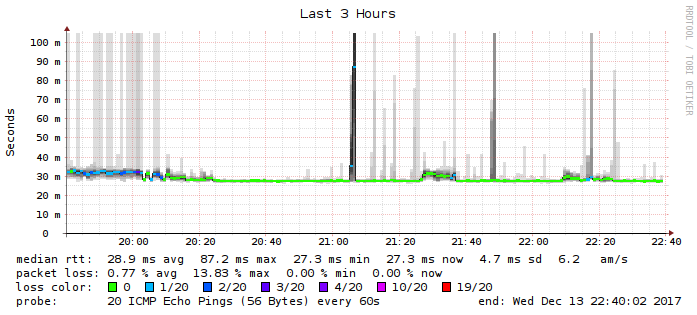 Last 3 Hours
RRDTOOL / TOBI OETIKER
Seconds
100 m
90 m
80 m
70 m
60 m
50 m
40 m
30 m
20 m
10 m
0
20:00 20:20 20:40 21:00 21:20 21:40 22:00 22:20 22:40
median rtt: 28.9 ms avg 87.2 ms max 27.3 ms min 27.3 ms now 4.7 ms sd 6.2 am/s
packet loss: 0.77 % avg 13.83 % max 0.00 % min 0.00 % now
loss color: 0 1/20 2/20 3/20 4/20 10/20 19/20
probe: 20 ICMP Echo Pings (56 Bytes) every 60s end: Wed Dec 13 22:40:02 2017